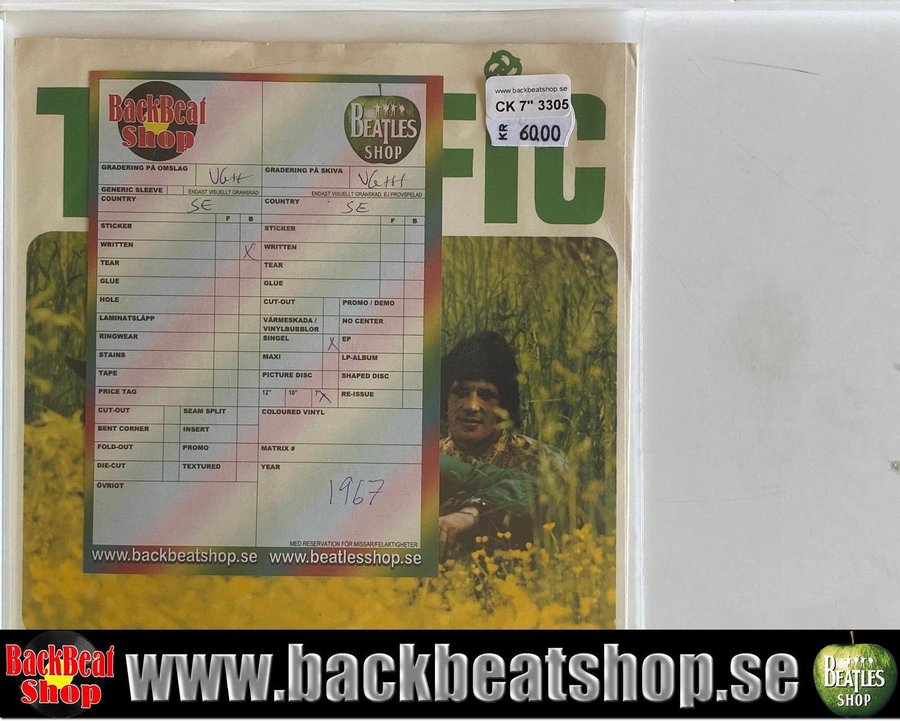 www.backbeatshop.se
CK 7" 3305
KR 60,00
T FIC
BackBeat
Shop
BEATLES
SHOP
GRADERING PÅ OMSLAG VG++ GRADERING PÅ SKIVA VG+++
GENERIC SLEEVE ENDAST VISUELLT GRANSKAD ENDAST VISUELLT GRANSKAD, EJ PROVSPELAD
COUNTRY SE COUNTRY SE
F B F B
STICKER STICKER
WRITTEN X WRITTEN
TEAR TEAR
GLUE GLUE
HOLE CUT-OUT PROMO / DEMO
LAMINATSLÄPP VÄRMESKADA / VINYLBUBBLOR NO CENTER
RINGWEAR SINGEL X EP
STAINS MAXI LP-ALBUM
TAPE PICTURE DISC SHAPED DISC
PRICE TAG 12" 10" 7" X RE-ISSUE
CUT-OUT SEAM SPLIT COLOURED VINYL
BENT CORNER INSERT
FOLD-OUT PROMO MATRIX #
DIE-CUT TEXTURED YEAR
ÖVRIGT 1967
MED RESERVATION FÖR MISSAR/FELAKTIGHETER
www.backbeatshop.se www.beatlesshop.se
BackBeat
Shop
www.backbeatshop.se
BEATLES
SHOP